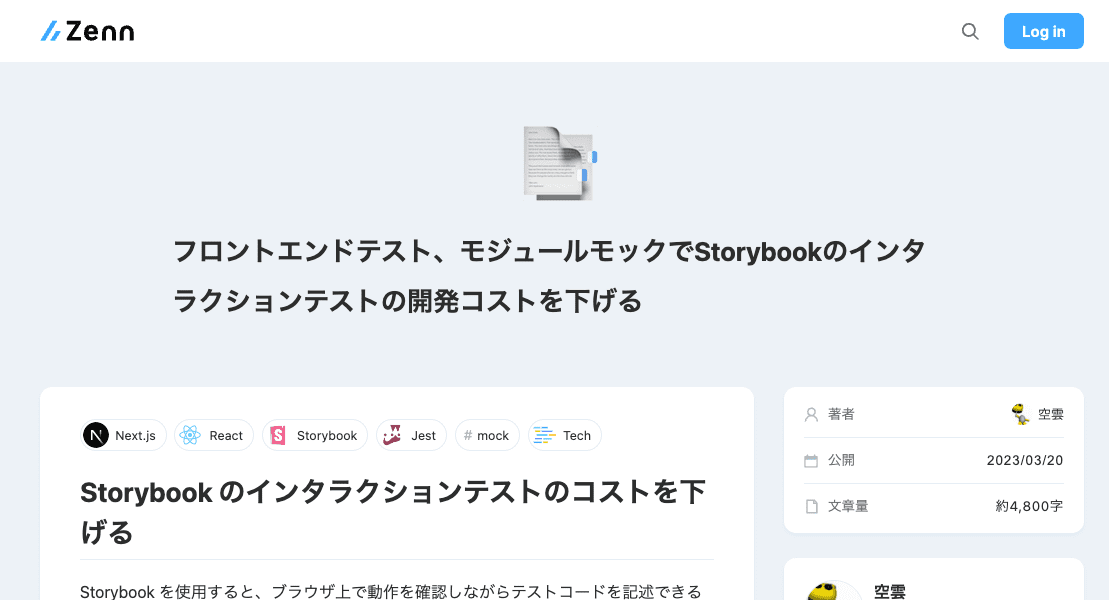 Zenn
Log in
フロントエンドテスト、モジュールモックでStorybookのインタ
ラクションテストの開発コストを下げる
Next.js
React
Storybook
Jest
# mock
Tech
Storybook のインタラクションテストのコストを下
げる
Storybook を使用すると、ブラウザ上で動作を確認しながらテストコードを記述できる
著者
空雲
公開
2023/03/20
文章量
約4,800字
空雲